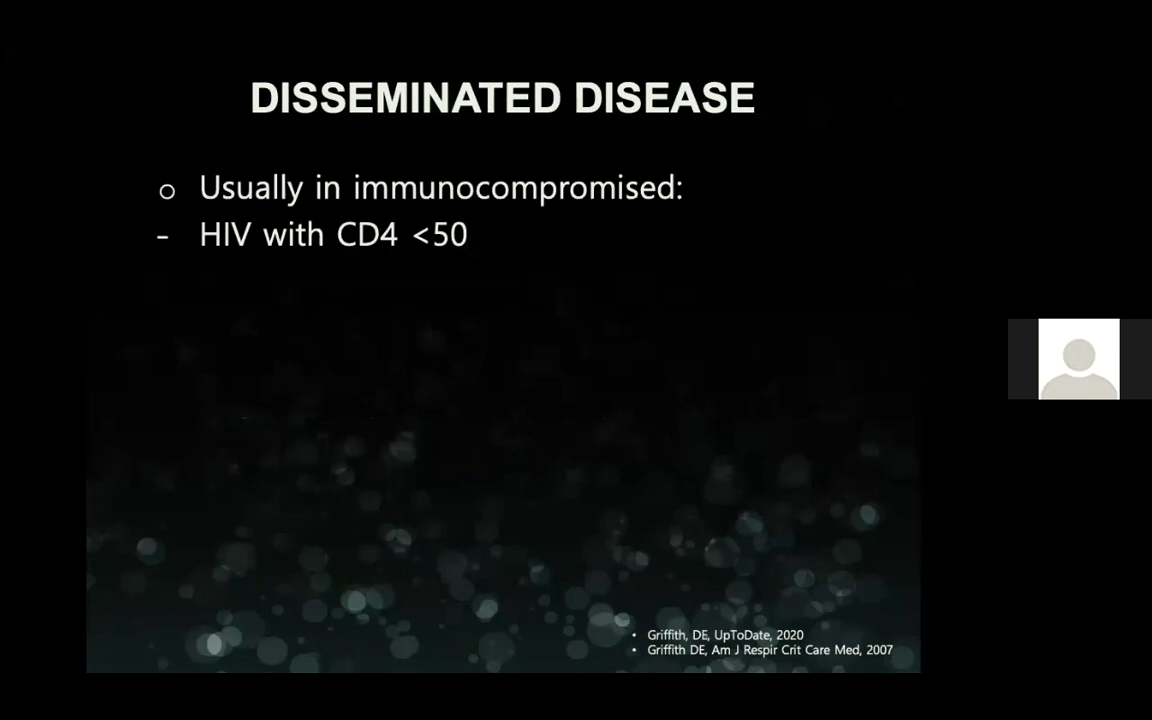 DISSEMINATED DISEASE
o Usually in immunocompromised:
- HIV with CD4 <50
• Griffith, DE, UpToDate, 2020
• Griffith DE, Am J Respir Crit Care Med, 2007